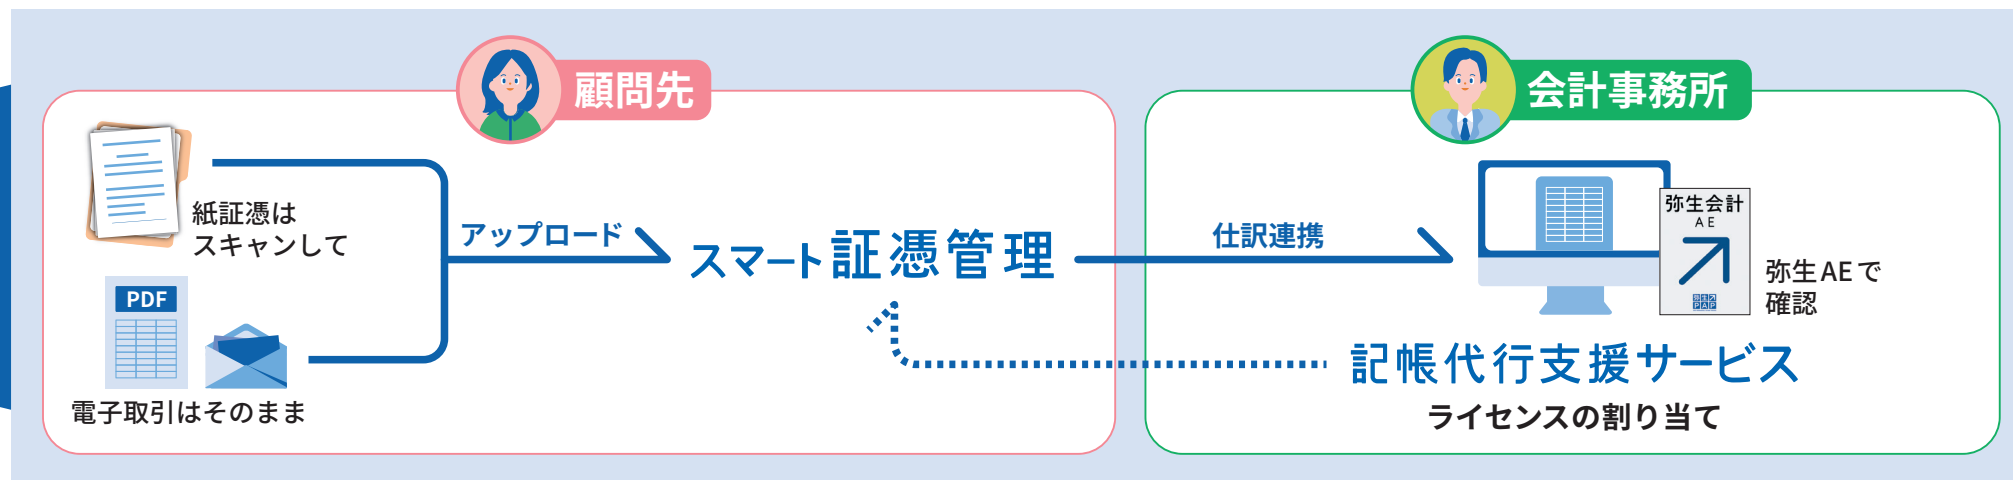 顧問先
紙証憑は
スキャンして
PDF
電子取引はそのまま
アップロード
スマート証憑管理
会計事務所
仕訳連携
弥生会計
AE
弥生
PAP
弥生AEで
確認
記帳代行支援サービス
ライセンスの割り当て